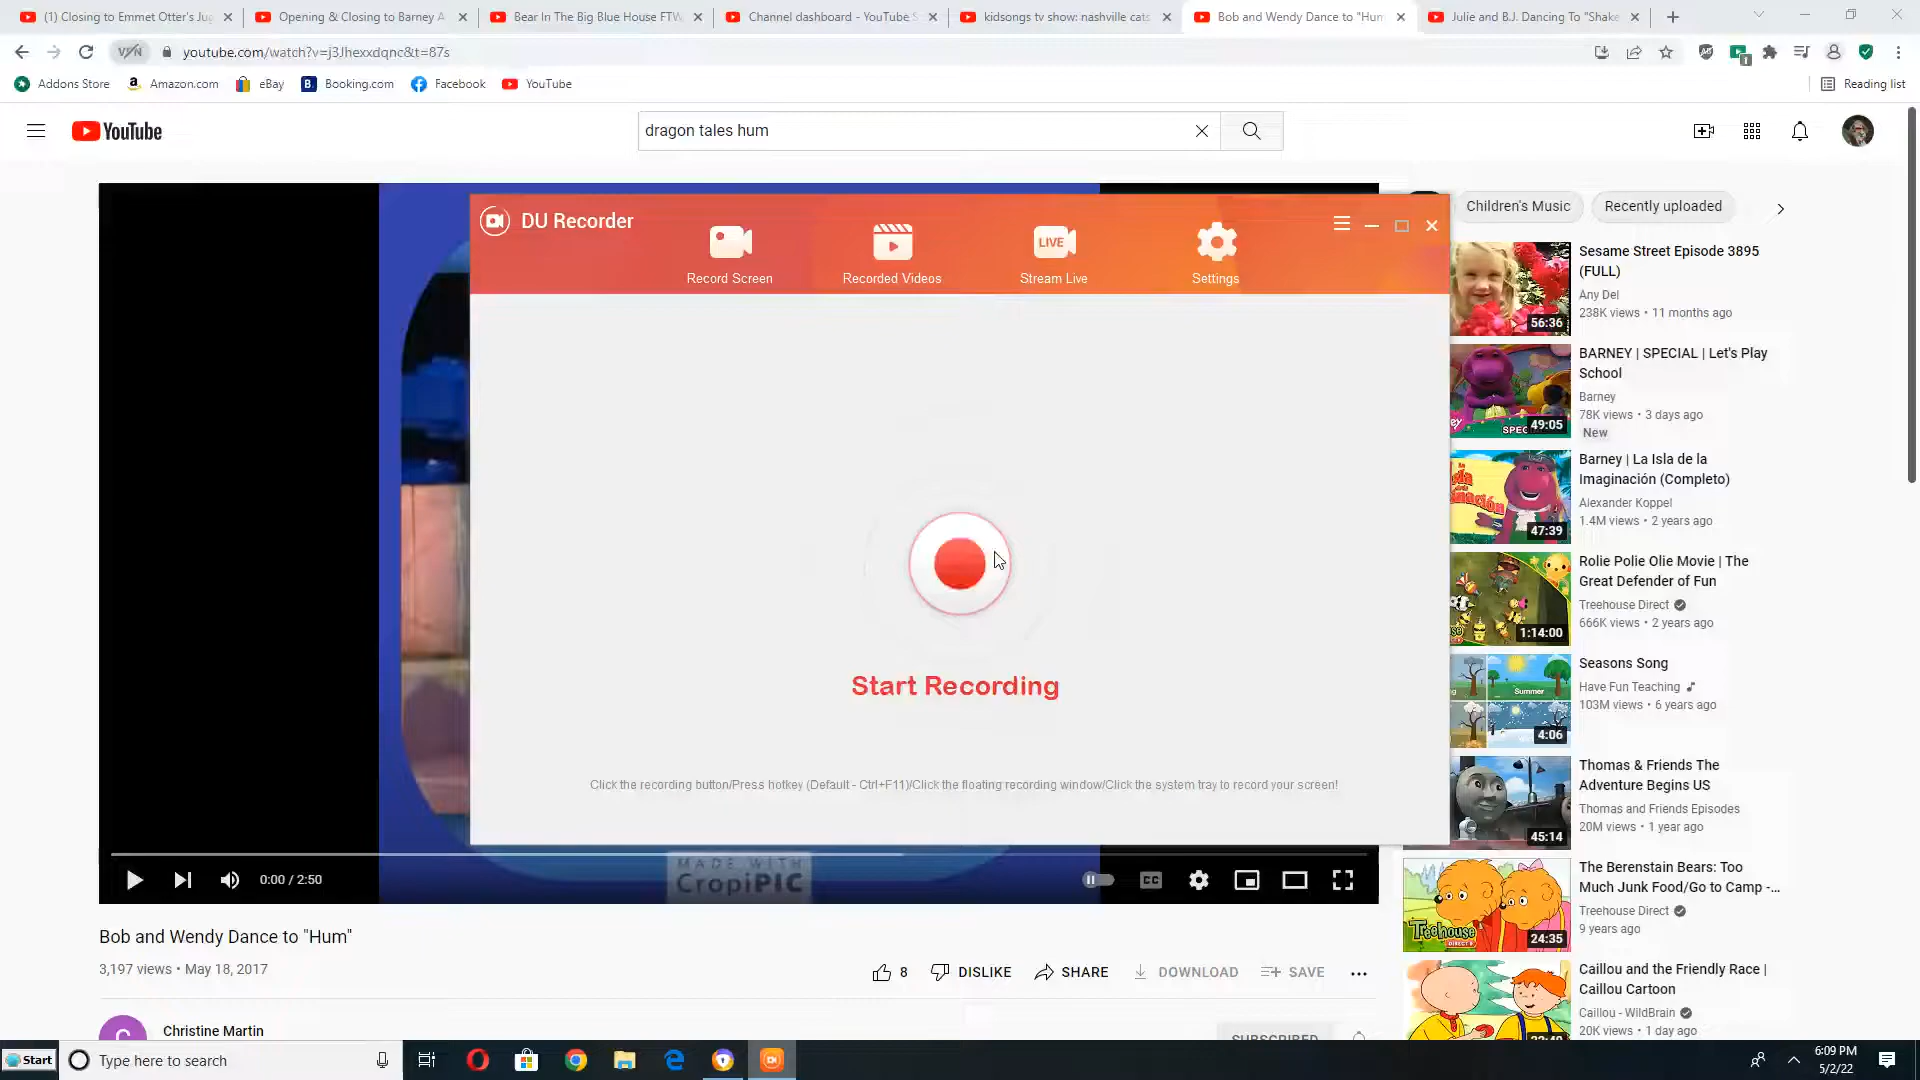 (1) Closing to Emmet Otter's Jug
Opening & Closing to Barney A
Bear In The Big Blue House FTW
Channel dashboard - YouTube S
kidsongs tv show: nashville cats
Bob and Wendy Dance to "Hum"
Julie and B.J. Dancing To "Shake
VPN
youtube.com/watch?v=j3Jhexxdqnc&t=87s
Addons Store
Amazon.com
eBay
Booking.com
Facebook
YouTube
Reading list
YouTube
dragon tales hum
DU Recorder
Record Screen
Recorded Videos
LIVE
Stream Live
Settings
Start Recording
Click the recording button/Press hotkey (Default - Ctrl+F11)/Click the floating recording window/Click the system tray to record your screen!
MADE WITH
CropiPIC
0:00 / 2:50
CC
Children's Music
Recently uploaded
Sesame Street Episode 3895
(FULL)
Any Del
238K views • 11 months ago
56:36
BARNEY | SPECIAL | Let's Play
School
Barney
78K views • 3 days ago
New
49:05
Barney | La Isla de la
Imaginación (Completo)
Alexander Koppel
1.4M views • 2 years ago
47:39
Rolie Polie Olie Movie | The
Great Defender of Fun
Treehouse Direct
666K views • 2 years ago
1:14:00
Seasons Song
Have Fun Teaching
103M views • 6 years ago
Summer
4:06
Thomas & Friends The
Adventure Begins US
Thomas and Friends Episodes
20M views • 1 year ago
45:14
The Berenstain Bears: Too
Much Junk Food/Go to Camp -...
Treehouse Direct
9 years ago
Treehouse
DIRECT
24:35
Caillou and the Friendly Race |
Caillou Cartoon
Caillou - WildBrain
20K views • 1 day ago
Bob and Wendy Dance to "Hum"
3,197 views • May 18, 2017
8
DISLIKE
SHARE
DOWNLOAD
SAVE
C
Christine Martin
SUBSCRIBED
Start
Type here to search
6:09 PM
5/2/22